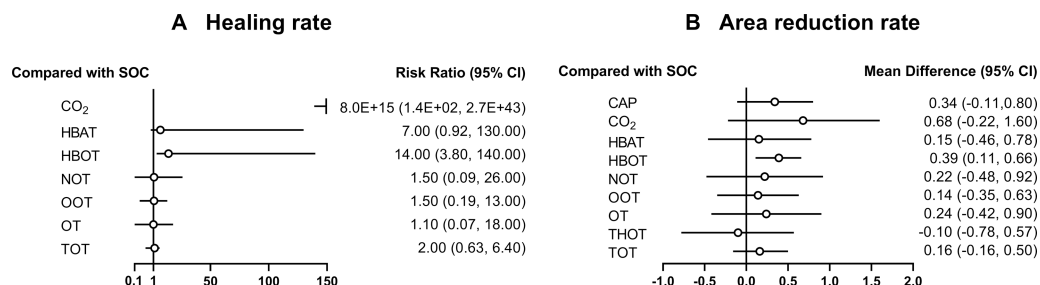 A Healing rate
Compared with SOC Risk Ratio (95% CI)
CO₂ 8.0E+15 (1.4E+02, 2.7E+43)
HBAT 7.00 (0.92, 130.00)
HBOT 14.00 (3.80, 140.00)
NOT 1.50 (0.09, 26.00)
OOT 1.50 (0.19, 13.00)
OT 1.10 (0.07, 18.00)
TOT 2.00 (0.63, 6.40)
0.1 1 50 100 150
B Area reduction rate
Compared with SOC Mean Difference (95% CI)
CAP 0.34 (-0.11,0.80)
CO₂ 0.68 (-0.22, 1.60)
HBAT 0.15 (-0.46, 0.78)
HBOT 0.39 (0.11, 0.66)
NOT 0.22 (-0.48, 0.92)
OOT 0.14 (-0.35, 0.63)
OT 0.24 (-0.42, 0.90)
THOT -0.10 (-0.78, 0.57)
TOT 0.16 (-0.16, 0.50)
-1.0 -0.5 0.0 0.5 1.0 1.5 2.0